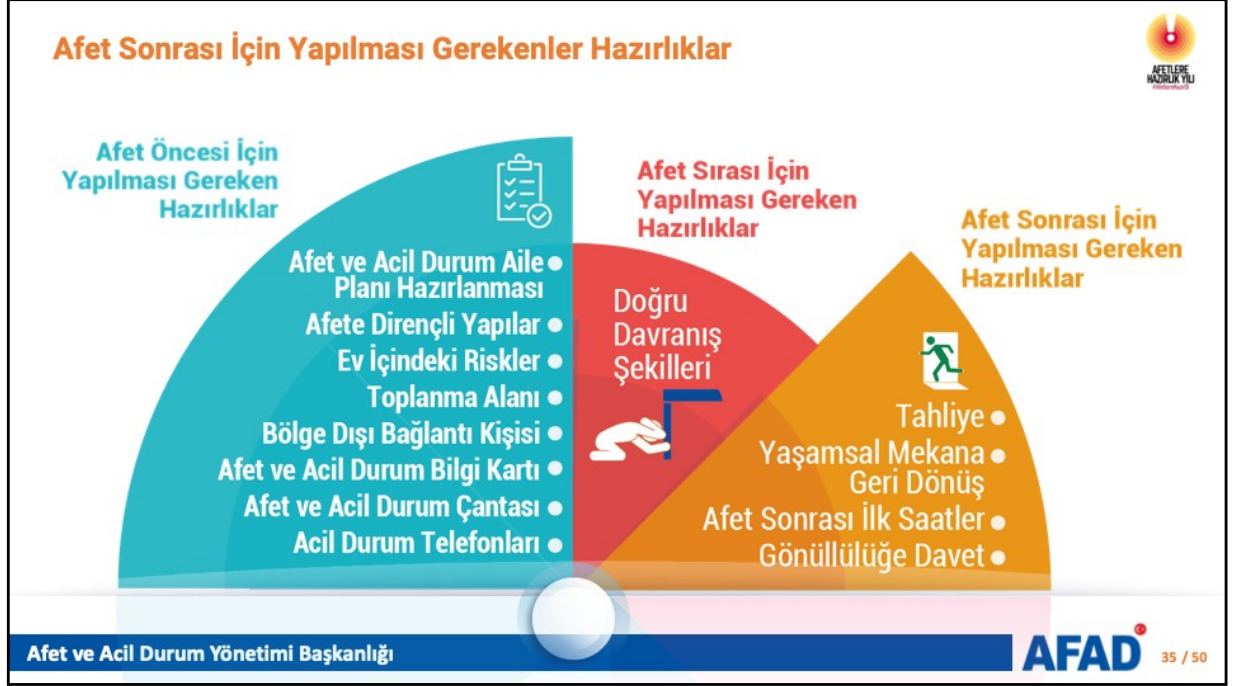 Afet Sonrası İçin Yapılması Gerekenler Hazırlıklar
AFETLERE
HAZIRLIK YILI
Afet Öncesi İçin
Yapılması Gereken
Hazırlıklar
Afet ve Acil Durum Aile
Planı Hazırlanması
Afete Dirençli Yapılar
Ev İçindeki Riskler
Toplanma Alanı
Bölge Dışı Bağlantı Kişisi
Afet ve Acil Durum Bilgi Kartı
Afet ve Acil Durum Çantası
Acil Durum Telefonları
Afet Sırası İçin
Yapılması Gereken
Hazırlıklar
Doğru
Davranış
Şekilleri
Afet Sonrası İçin
Yapılması Gereken
Hazırlıklar
Tahliye
Yaşamsal Mekana
Geri Dönüş
Afet Sonrası İlk Saatler
Gönüllülüğe Davet
Afet ve Acil Durum Yönetimi Başkanlığı
AFAD
35 / 50